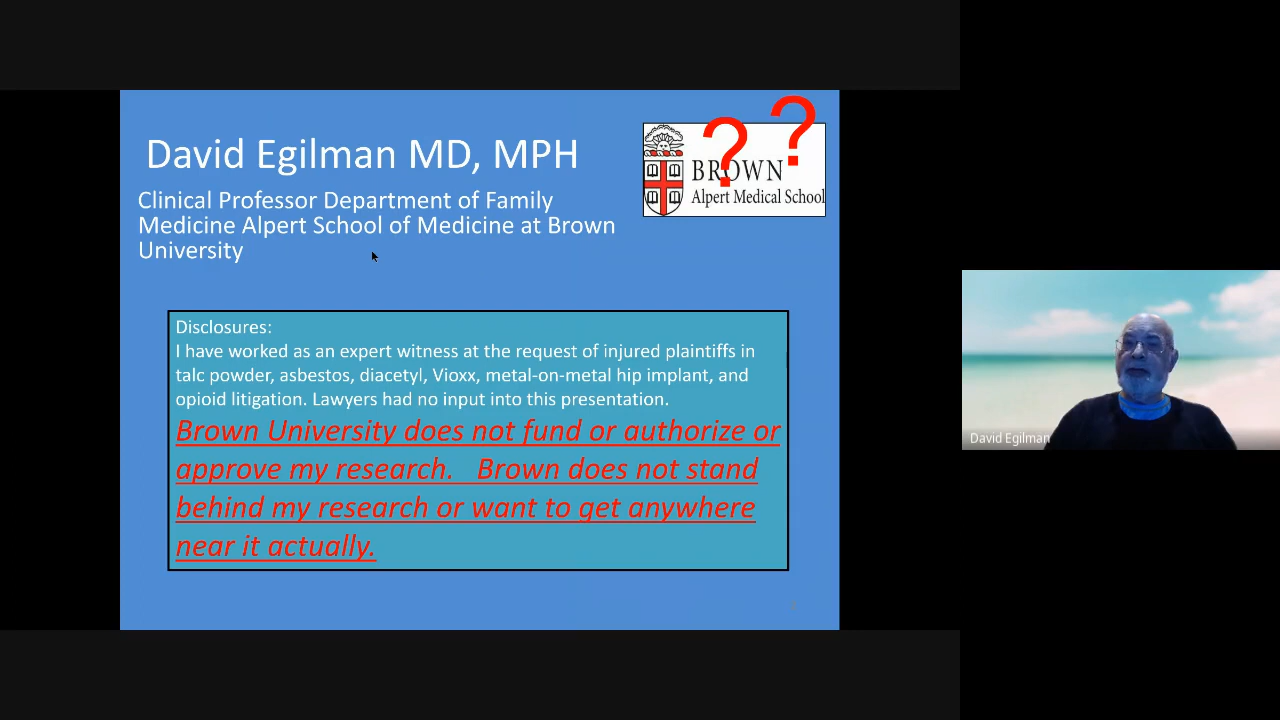 David Egilman MD, MPH
Clinical Professor Department of Family
Medicine Alpert School of Medicine at Brown
University
? ?
BROWN
Alpert Medical School
Disclosures:
I have worked as an expert witness at the request of injured plaintiffs in
talc powder, asbestos, diacetyl, Vioxx, metal-on-metal hip implant, and
opioid litigation. Lawyers had no input into this presentation.
Brown University does not fund or authorize or
approve my research. Brown does not stand
behind my research or want to get anywhere
near it actually.
David Egilman